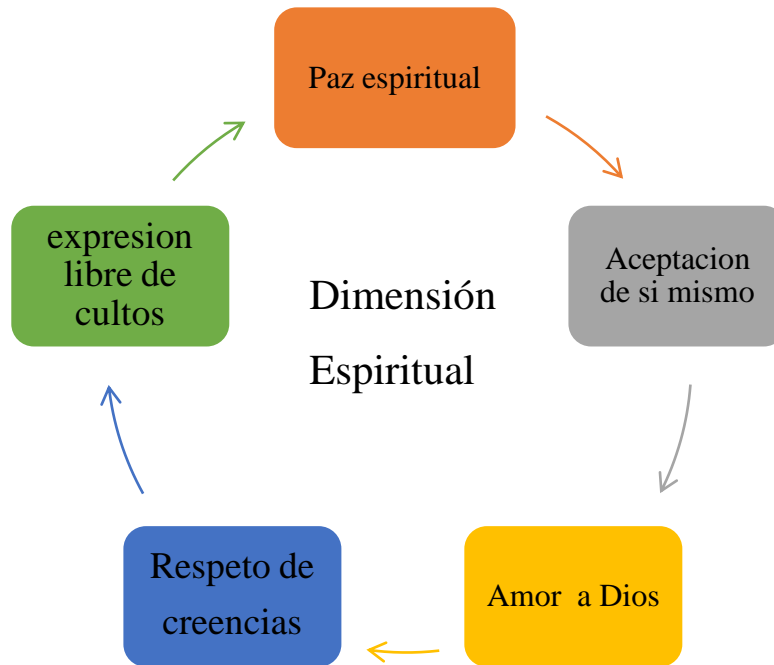 Paz espiritual
Aceptacion
de si mismo
Amor a Dios
Respeto de
creencias
expresion
libre de
cultos
Dimensión
Espiritual